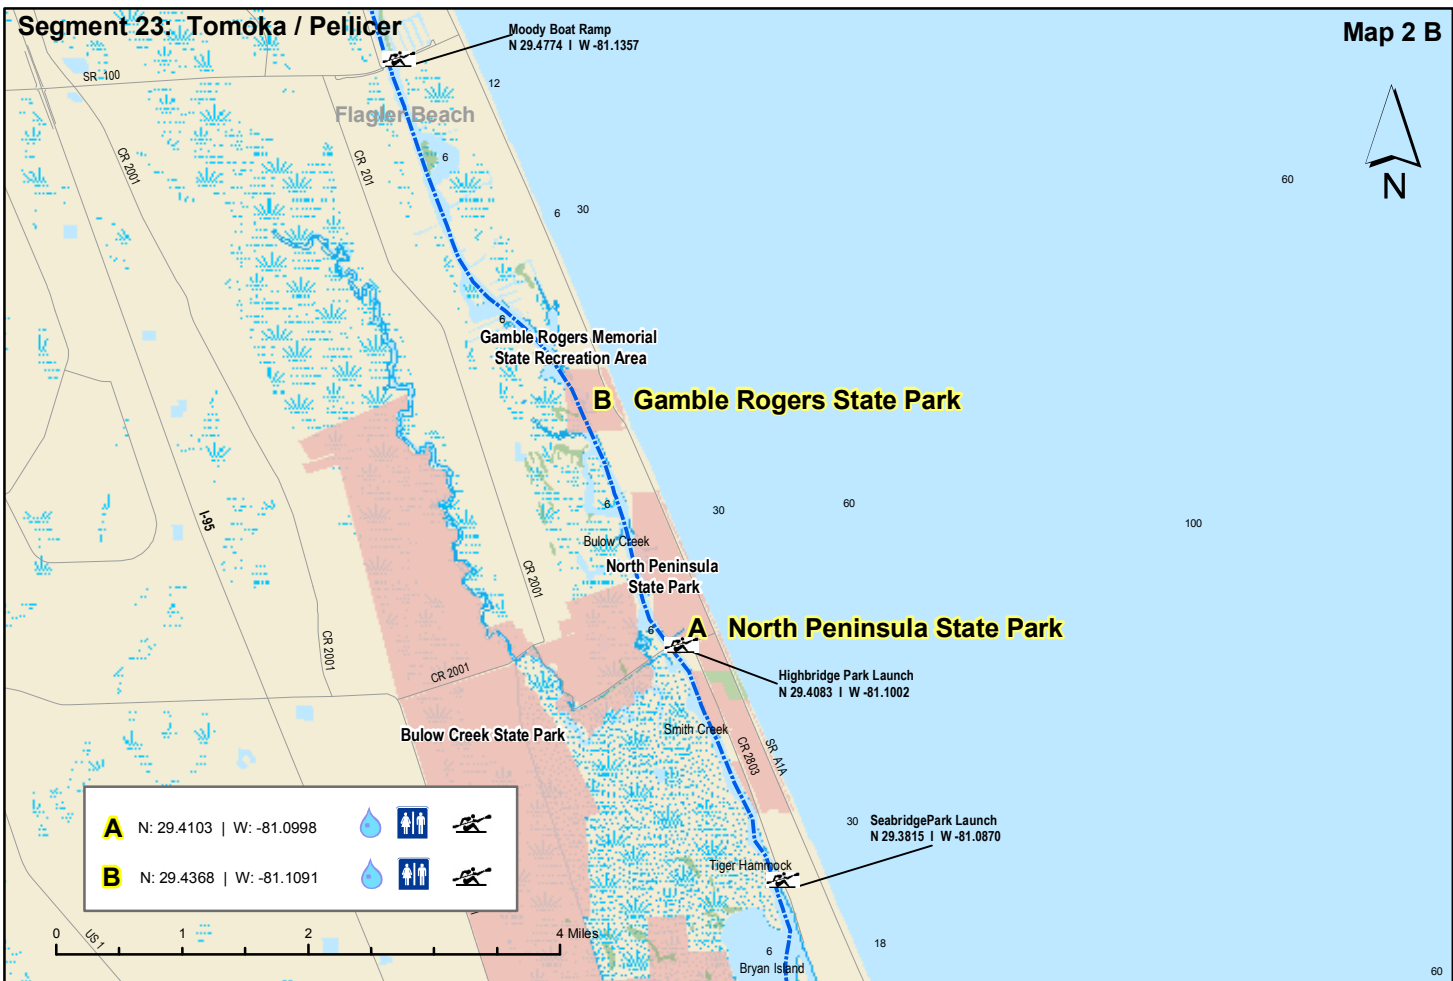 Segment 23: Tomoka / Pellicer
Map 2 B
Moody Boat Ramp
N 29.4774 I W -81.1357
SR 100
12
Flagler Beach
CR 2001
CR 201
6
60
N
6
30
6
Gamble Rogers Memorial
State Recreation Area
B Gamble Rogers State Park
I-95
6
30
60
100
Bulow Creek
CR 2001
North Peninsula
State Park
6
A North Peninsula State Park
CR 2001
CR 2001
Highbridge Park Launch
N 29.4083 I W -81.1002
Bulow Creek State Park
Smith Creek
CR 2803
SR A1A
A N: 29.4103 | W: -81.0998
B N: 29.4368 | W: -81.1091
30
SeabridgePark Launch
N 29.3815 I W -81.0870
Tiger Hammock
0 1 2 4 Miles
US 1
6
18
Bryan Island
60